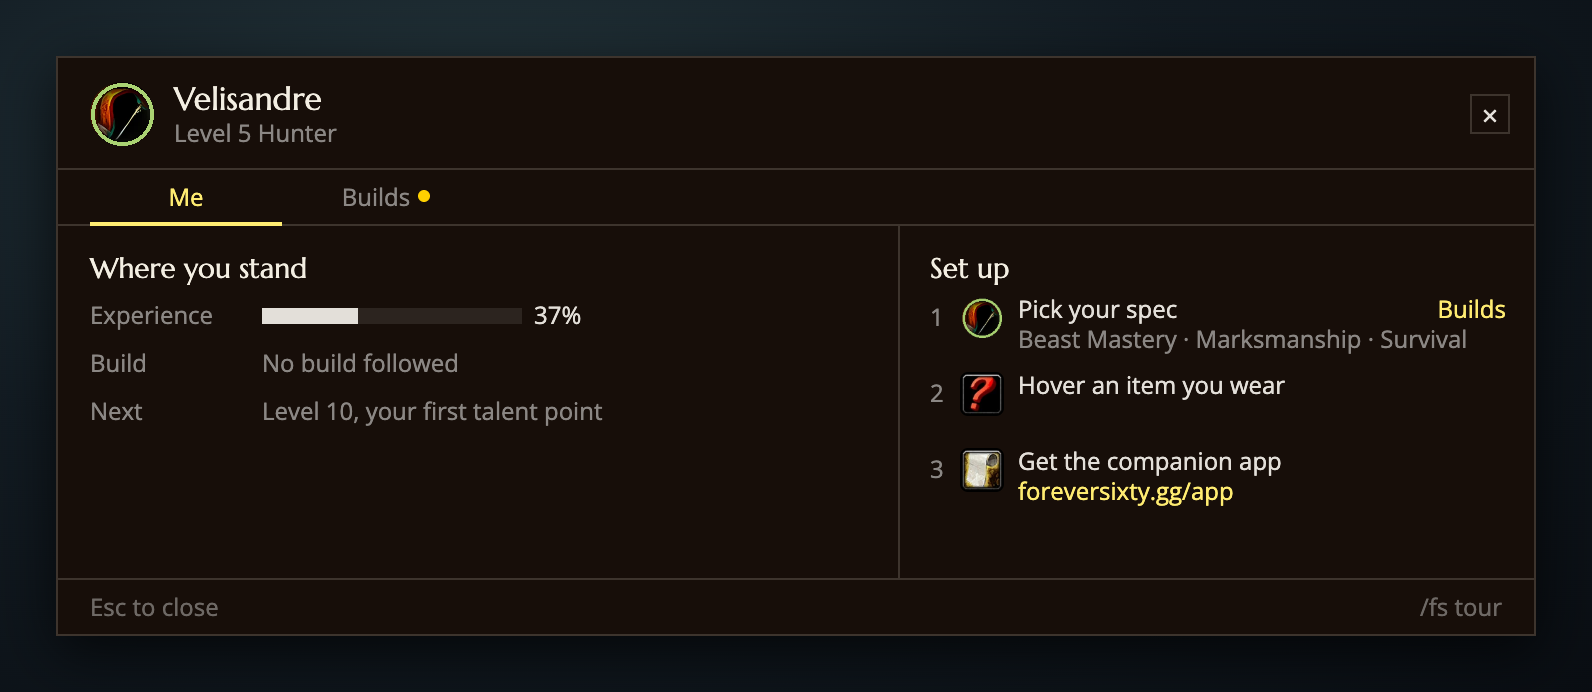 Velisandre
Level 5 Hunter
×
Me
Builds
Where you stand
Experience 37%
Build No build followed
Next Level 10, your first talent point
Set up
1 Pick your spec Builds
Beast Mastery · Marksmanship · Survival
2 Hover an item you wear
3 Get the companion app
foreversixty.gg/app
Esc to close
/fs tour